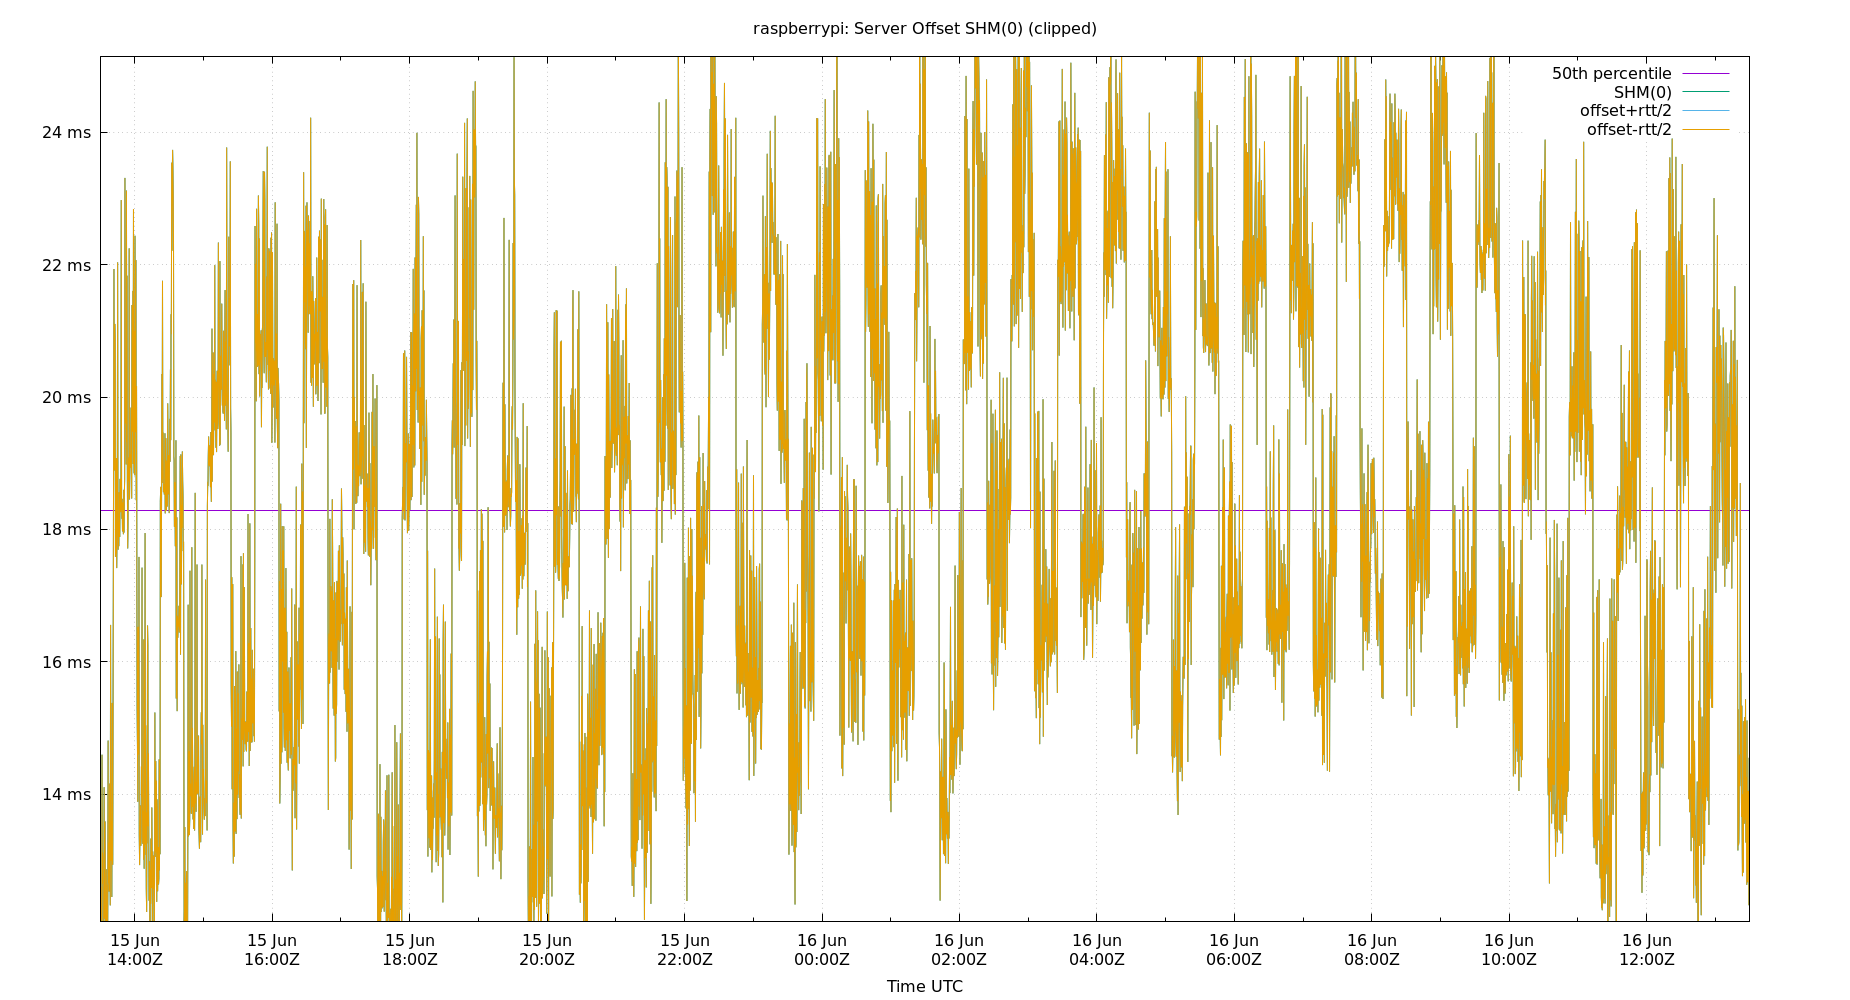 raspberrypi: Server Offset SHM(0) (clipped)
50th percentile
SHM(0)
offset+rtt/2
offset-rtt/2
24 ms
22 ms
20 ms
18 ms
16 ms
14 ms
15 Jun 15 Jun 15 Jun 15 Jun 15 Jun 16 Jun 16 Jun 16 Jun 16 Jun 16 Jun 16 Jun 16 Jun
14:00Z 16:00Z 18:00Z 20:00Z 22:00Z 00:00Z 02:00Z 04:00Z 06:00Z 08:00Z 10:00Z 12:00Z
Time UTC